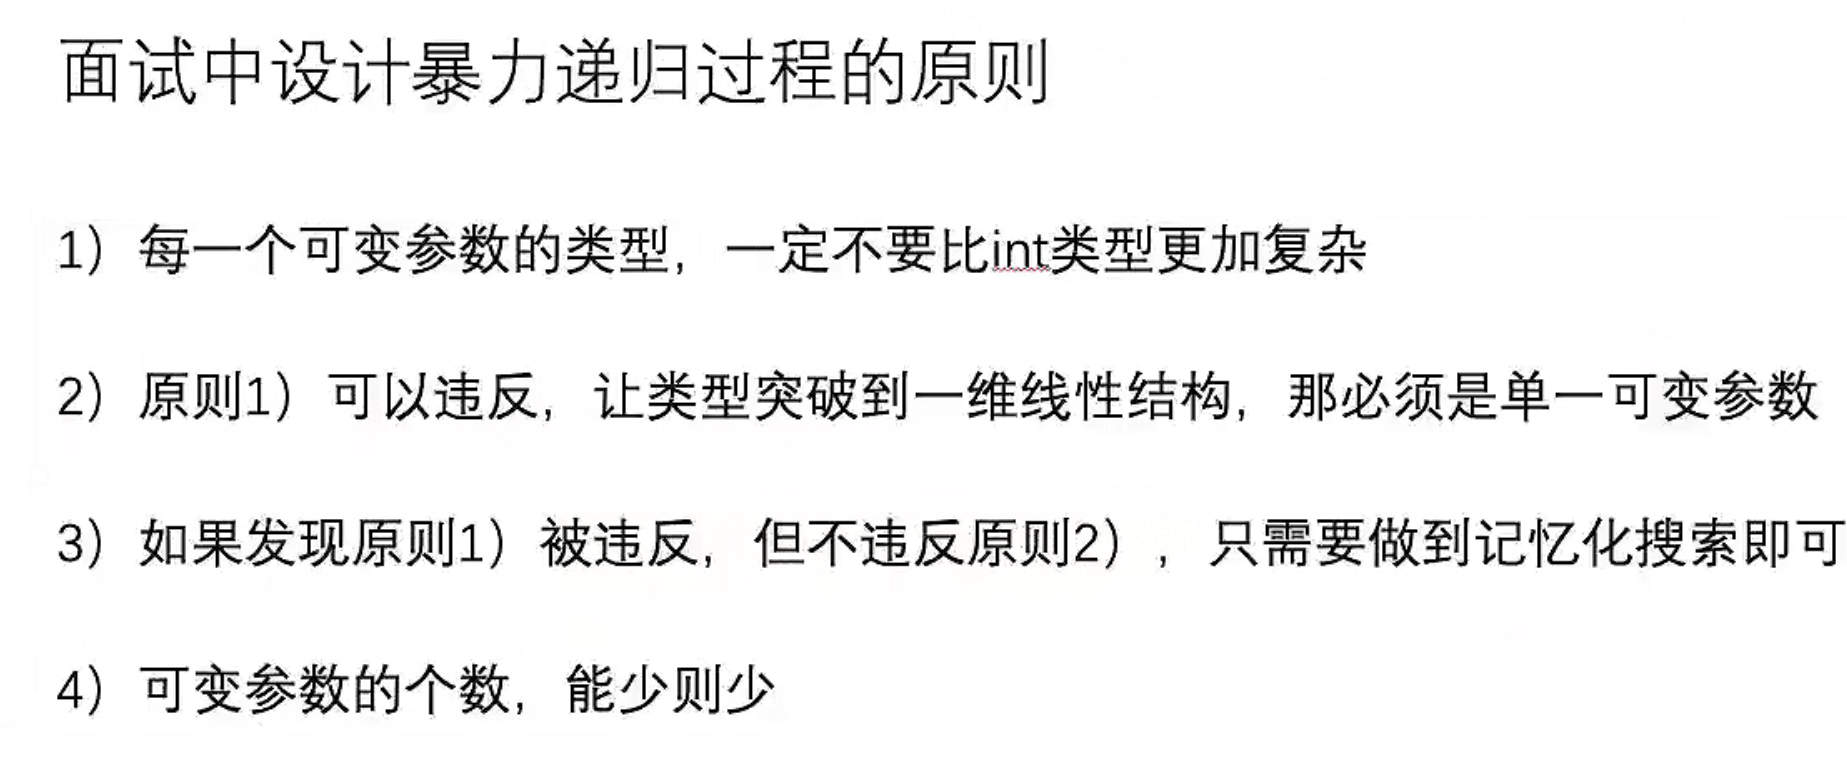 面试中设计暴力递归过程的原则
1）每一个可变参数的类型，一定不要比int类型更加复杂
2）原则1）可以违反，让类型突破到一维线性结构，那必须是单一可变参数
3）如果发现原则1）被违反，但不违反原则2），只需要做到记忆化搜索即可
4）可变参数的个数，能少则少